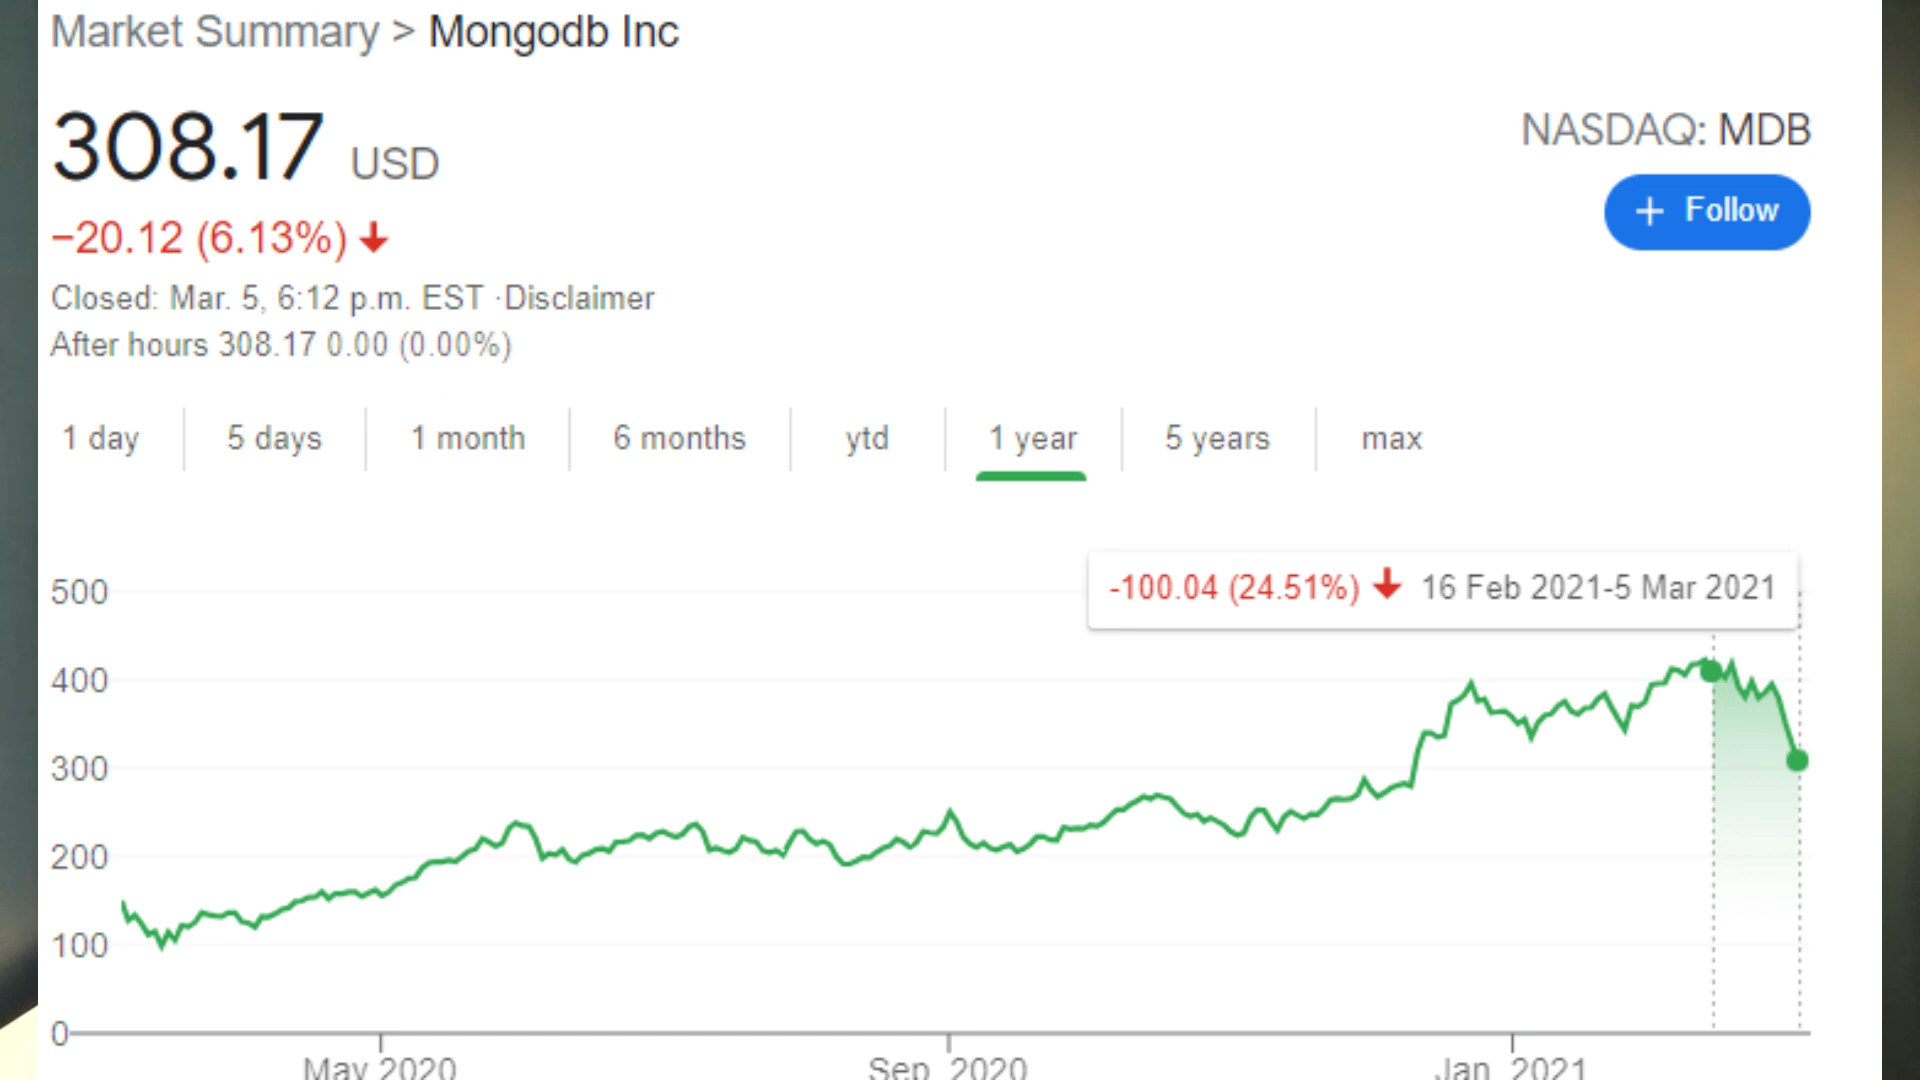 Market Summary > Mongodb Inc
308.17 USD
NASDAQ: MDB
+ Follow
−20.12 (6.13%) ↓
Closed: Mar. 5, 6:12 p.m. EST ·Disclaimer
After hours 308.17 0.00 (0.00%)
1 day 5 days 1 month 6 months ytd 1 year 5 years max
-100.04 (24.51%) ↓ 16 Feb 2021-5 Mar 2021
500
400
300
200
100
0
May 2020 Sep 2020 Jan 2021